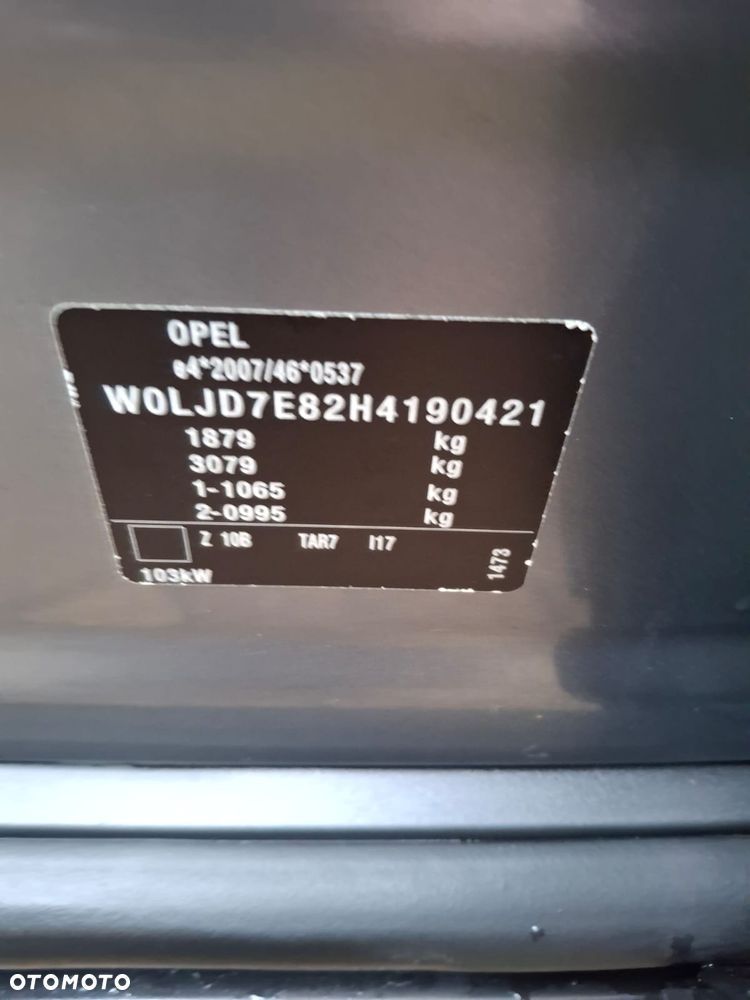 OPEL
e4*2007/46*0537
W0LJD7E82H4190421
1879 kg
3079 kg
1-1065 kg
2-0995 kg
Z 10B TAR7 I17
1473
103kW
OTOMOTO